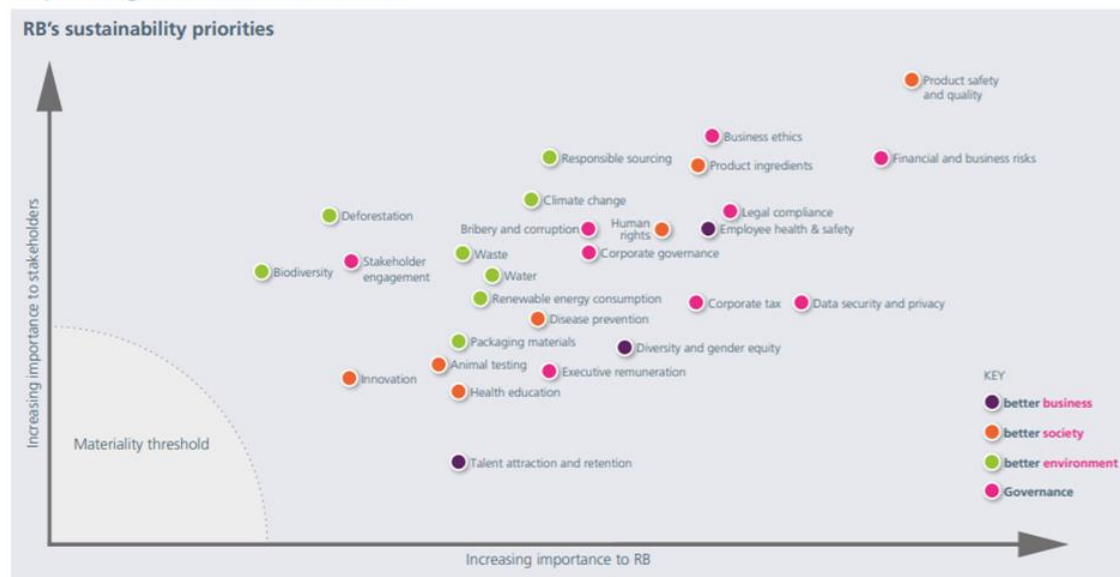 RB's sustainability priorities
Increasing importance to stakeholders
Product safety
and quality
Business ethics
Responsible sourcing
Product ingredients
Financial and business risks
Climate change
Deforestation
Legal compliance
Bribery and corruption
Human
rights
Employee health & safety
Waste
Corporate governance
Stakeholder
engagement
Biodiversity
Water
Renewable energy consumption
Corporate tax
Data security and privacy
Disease prevention
Packaging materials
Diversity and gender equity
Animal testing
Executive remuneration
Innovation
Health education
Materiality threshold
Talent attraction and retention
KEY
better business
better society
better environment
Governance
Increasing importance to RB